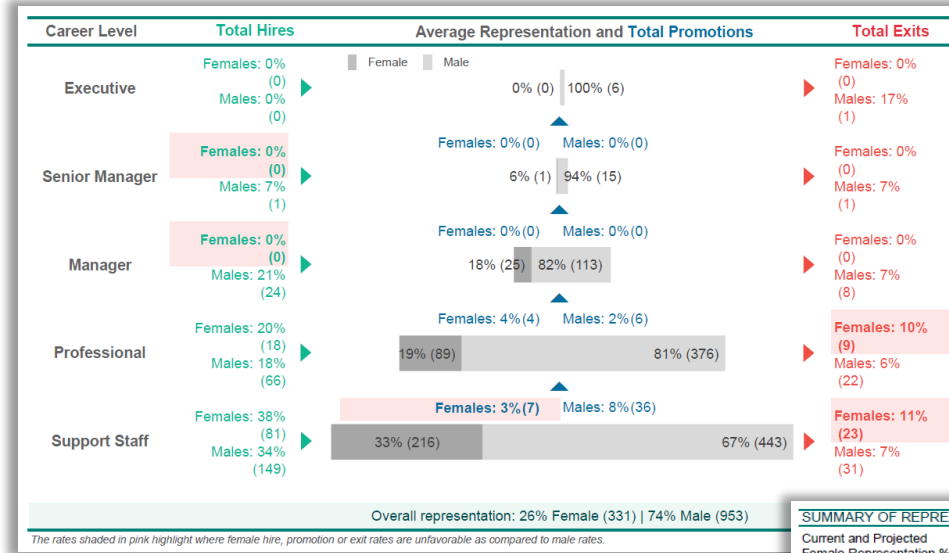 Career Level Total Hires Average Representation and Total Promotions Total Exits
Female Male
Executive
Females: 0%
(0)
Males: 0%
(0)
0% (0) 100% (6)
Females: 0%
(0)
Males: 17%
(1)
Females: 0%(0) Males: 0%(0)
Senior Manager
Females: 0%
(0)
Males: 7%
(1)
6% (1) 94% (15)
Females: 0%
(0)
Males: 7%
(1)
Females: 0%(0) Males: 0%(0)
Manager
Females: 0%
(0)
Males: 21%
(24)
18% (25) 82% (113)
Females: 0%
(0)
Males: 7%
(8)
Females: 4%(4) Males: 2%(6)
Professional
Females: 20%
(18)
Males: 18%
(66)
19% (89) 81% (376)
Females: 10%
(9)
Males: 6%
(22)
Females: 3%(7) Males: 8%(36)
Support Staff
Females: 38%
(81)
Males: 34%
(149)
33% (216) 67% (443)
Females: 11%
(23)
Males: 7%
(31)
Overall representation: 26% Female (331) | 74% Male (953)
The rates shaded in pink highlight where female hire, promotion or exit rates are unfavorable as compared to male rates.
SUMMARY OF REPRE
Current and Projected
Female Representation %